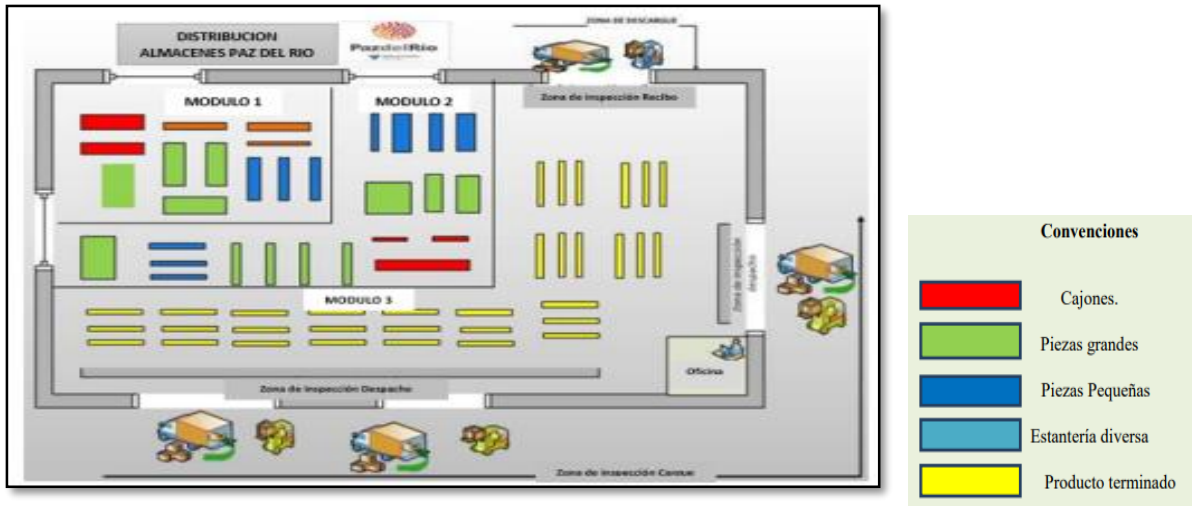 DISTRIBUCION
ALMACENES PAZ DEL RIO
PazdelRío
ZONA DE DESCARGUE
Zona de inspección Recibo
MODULO 1
MODULO 2
MODULO 3
Zona de inspección
despacho
Oficina
Zona de inspección Despacho
Zona de inspección Cargue
Convenciones
Cajones.
Piezas grandes
Piezas Pequeñas
Estantería diversa
Producto terminado